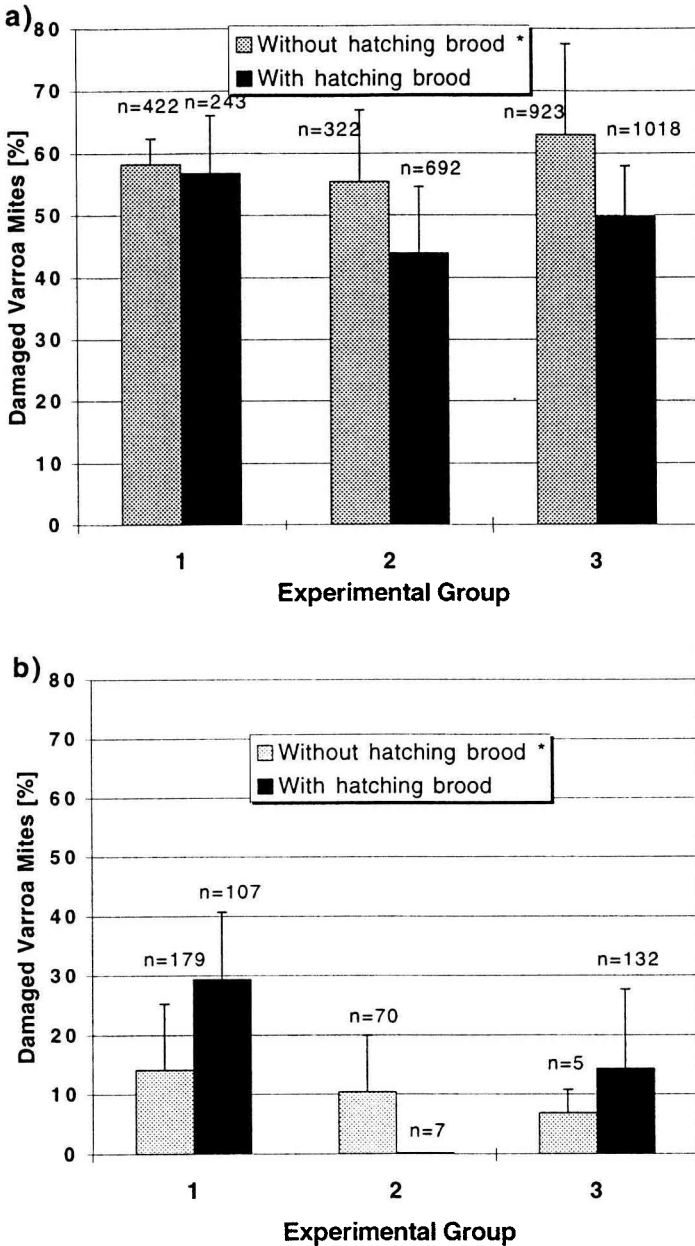 a)
Damaged Varroa Mites [%]
80
70
60
50
40
30
20
10
0
Without hatching brood *
With hatching brood
n=422
n=243
n=322
n=692
n=923
n=1018
1
2
3
Experimental Group
b)
Damaged Varroa Mites [%]
80
70
60
50
40
30
20
10
0
Without hatching brood *
With hatching brood
n=179
n=107
n=70
n=7
n=5
n=132
1
2
3
Experimental Group